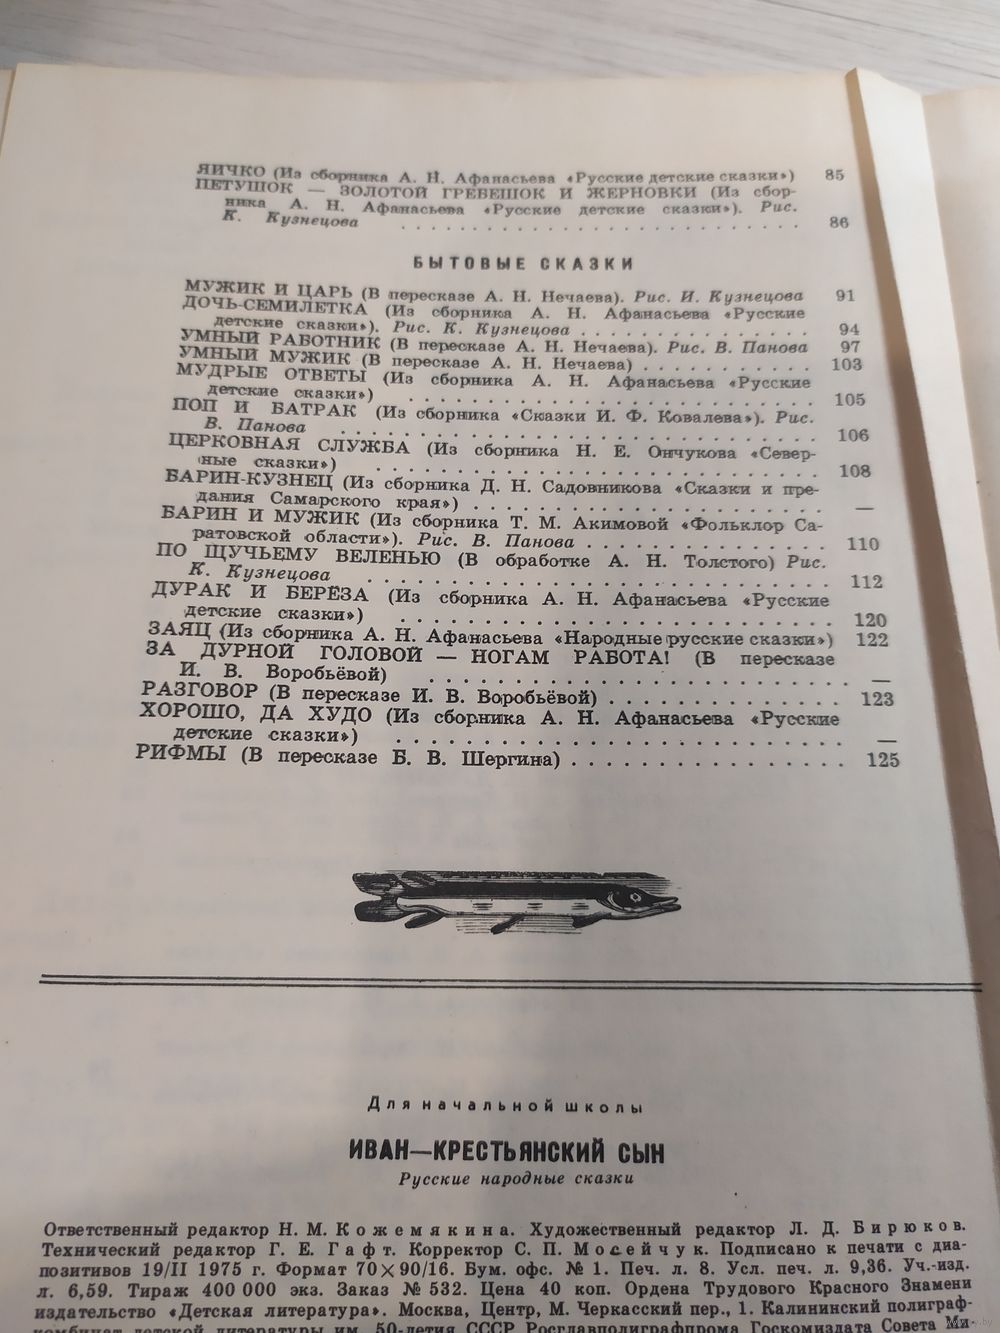 ЯИЧКО (Из сборника А. Н. Афанасьева «Русские детские сказки») 85
ПЕТУШОК — ЗОЛОТОЙ ГРЕБЕШОК И ЖЕРНОВКИ (Из сбор-
ника А. Н. Афанасьева «Русские детские сказки»). Рис.
К. Кузнецова . . . . . . . . . . . . . . . . . . . . . . . . 86
БЫТОВЫЕ СКАЗКИ
МУЖИК И ЦАРЬ (В пересказе А. Н. Нечаева). Рис. И. Кузнецова 91
ДОЧЬ-СЕМИЛЕТКА (Из сборника А. Н. Афанасьева «Русские
детские сказки»). Рис. К. Кузнецова . . . . . . . . . . . . . 94
УМНЫЙ РАБОТНИК (В пересказе А. Н. Нечаева). Рис. В. Панова 97
УМНЫЙ МУЖИК (В пересказе А. Н. Нечаева) . . . . . . . . . . 103
МУДРЫЕ ОТВЕТЫ (Из сборника А. Н. Афанасьева «Русские
детские сказки») . . . . . . . . . . . . . . . . . . . . . . . 105
ПОП И БАТРАК (Из сборника «Сказки И. Ф. Ковалева»). Рис.
В. Панова . . . . . . . . . . . . . . . . . . . . . . . . . . 106
ЦЕРКОВНАЯ СЛУЖБА (Из сборника Н. Е. Ончукова «Север-
ные сказки») . . . . . . . . . . . . . . . . . . . . . . . . . 108
БАРИН-КУЗНЕЦ (Из сборника Д. Н. Садовникова «Сказки и пре-
дания Самарского края») . . . . . . . . . . . . . . . . . . . —
БАРИН И МУЖИК (Из сборника Т. М. Акимовой «Фольклор Са-
ратовской области»). Рис. В. Панова . . . . . . . . . . . . . 110
ПО ЩУЧЬЕМУ ВЕЛЕНЬЮ (В обработке А. Н. Толстого) Рис.
К. Кузнецова . . . . . . . . . . . . . . . . . . . . . . . . . 112
ДУРАК И БЕРЁЗА (Из сборника А. Н. Афанасьева «Русские
детские сказки») . . . . . . . . . . . . . . . . . . . . . . . 120
ЗАЯЦ (Из сборника А. Н. Афанасьева «Народные русские сказки») 122
ЗА ДУРНОЙ ГОЛОВОЙ — НОГАМ РАБОТА! (В пересказе
И. В. Воробьёвой) . . . . . . . . . . . . . . . . . . . . . . . —
РАЗГОВОР (В пересказе И. В. Воробьёвой) . . . . . . . . . . . . . 123
ХОРОШО, ДА ХУДО (Из сборника А. Н. Афанасьева «Русские
детские сказки») . . . . . . . . . . . . . . . . . . . . . . . —
РИФМЫ (В пересказе Б. В. Шергина) . . . . . . . . . . . . . . . . 125
Для начальной школы
ИВАН—КРЕСТЬЯНСКИЙ СЫН
Русские народные сказки
Ответственный редактор Н. М. Кожемякина. Художественный редактор Л. Д. Бирюков.
Технический редактор Г. Е. Гафт. Корректор С. П. Мосейчук. Подписано к печати с диа-
позитивов 19/II 1975 г. Формат 70×90/16. Бум. офс. № 1. Печ. л. 8. Усл. печ. л. 9,36. Уч.-изд.
л. 6,59. Тираж 400 000 экз. Заказ № 532. Цена 40 коп. Ордена Трудового Красного Знамени
издательство «Детская литература». Москва, Центр, М. Черкасский пер., 1. Калининский полиграф-
комбинат детской литературы им. 50-летия СССР Росглавполиграфпрома Госкомиздата Совета Ми-